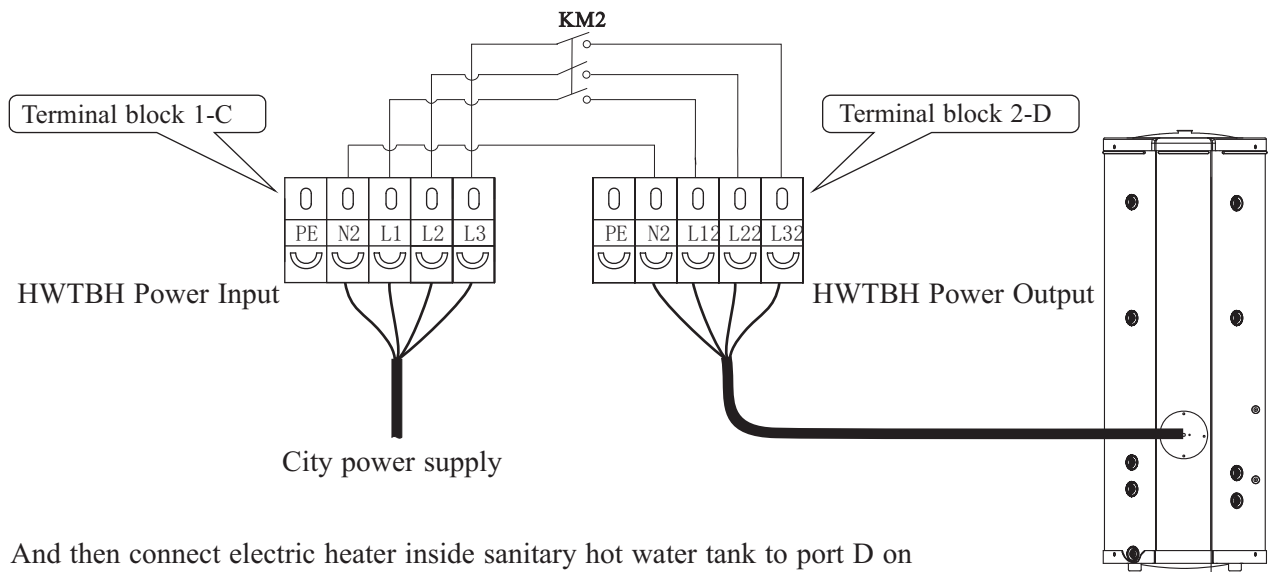 KM2
Terminal block 1-C
Terminal block 2-D
PE N2 L1 L2 L3
PE N2 L12 L22 L32
HWTBH Power Input
HWTBH Power Output
City power supply
And then connect electric heater inside sanitary hot water tank to port D on